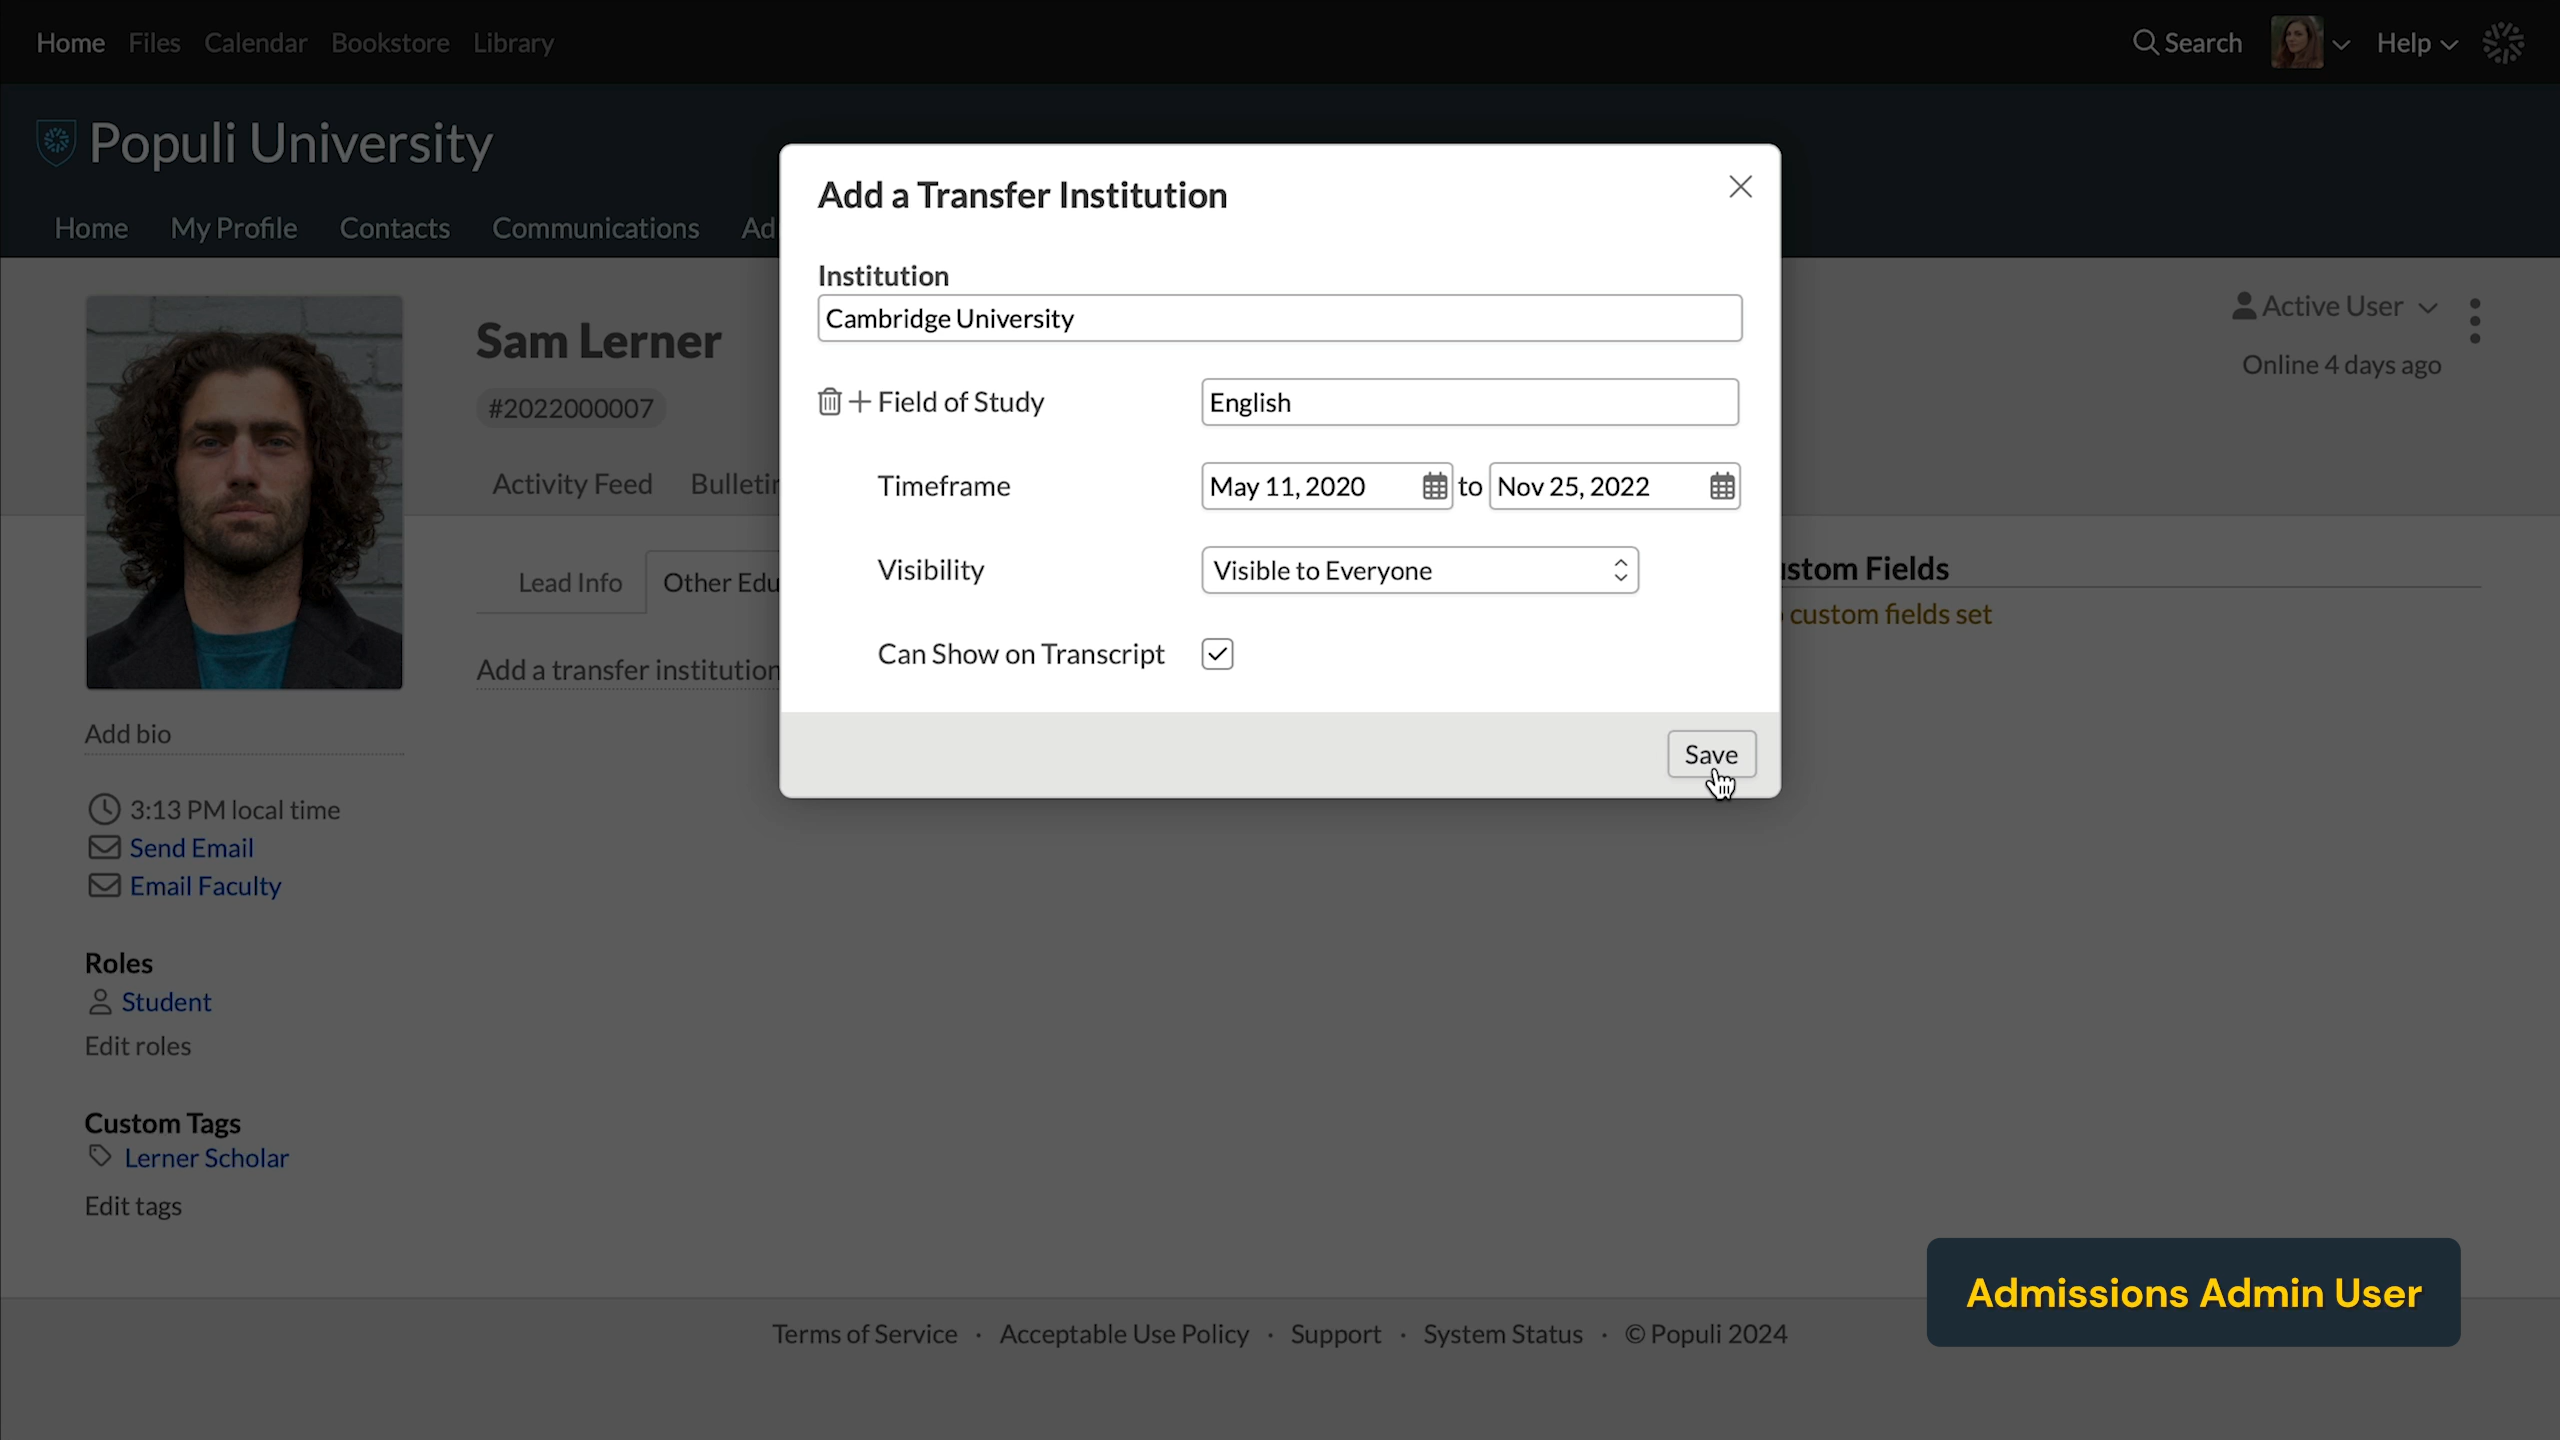 Home Files Calendar Bookstore Library
Search Help
Populi University
Home My Profile Contacts Communications Ad
Sam Lerner
#2022000007
Active User
Online 4 days ago
Activity Feed Bulletin
Lead Info Other Edu
Add a transfer institution
stom Fields
custom fields set
Add a Transfer Institution
Institution
Cambridge University
Field of Study English
Timeframe May 11, 2020 to Nov 25, 2022
Visibility Visible to Everyone
Can Show on Transcript
Save
Add bio
3:13 PM local time
Send Email
Email Faculty
Roles
Student
Edit roles
Custom Tags
Lerner Scholar
Edit tags
Admissions Admin User
Terms of Service · Acceptable Use Policy · Support · System Status · © Populi 2024